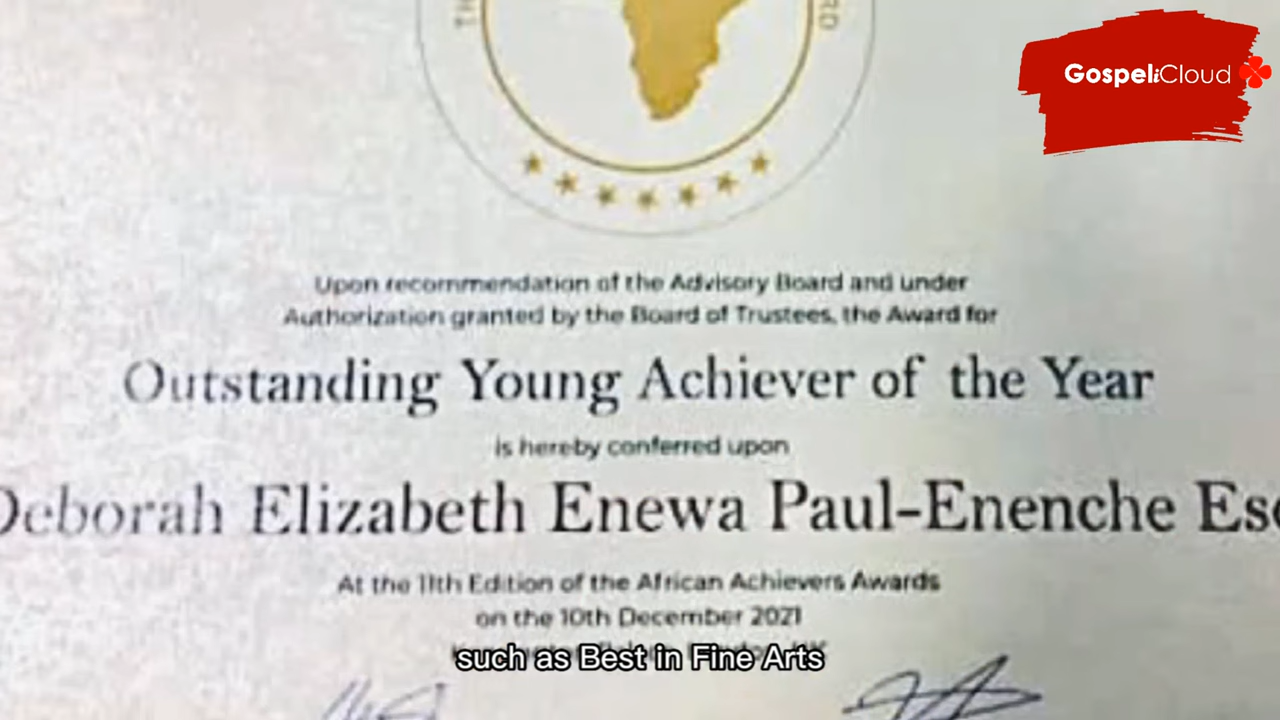 GospeliCloud
Upon recommendation of the Advisory Board and under
Authorization granted by the Board of Trustees, the Award for
Outstanding Young Achiever of the Year
is hereby conferred upon
Deborah Elizabeth Enewa Paul-Enenche Esq
At the 11th Edition of the African Achievers Awards
on the 10th December 2021
such as Best in Fine Arts